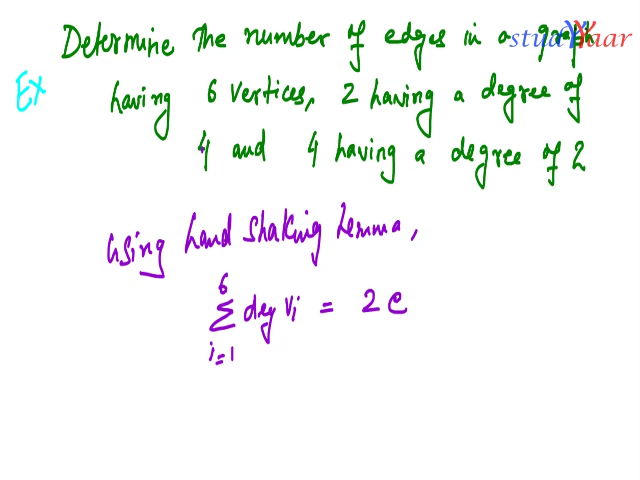 Determine the number of edges in a graph
Ex having 6 vertices, 2 having a degree of
4 and 4 having a degree of 2
using hand shaking Lemma,
6
∑ deg vi = 2e
i=1